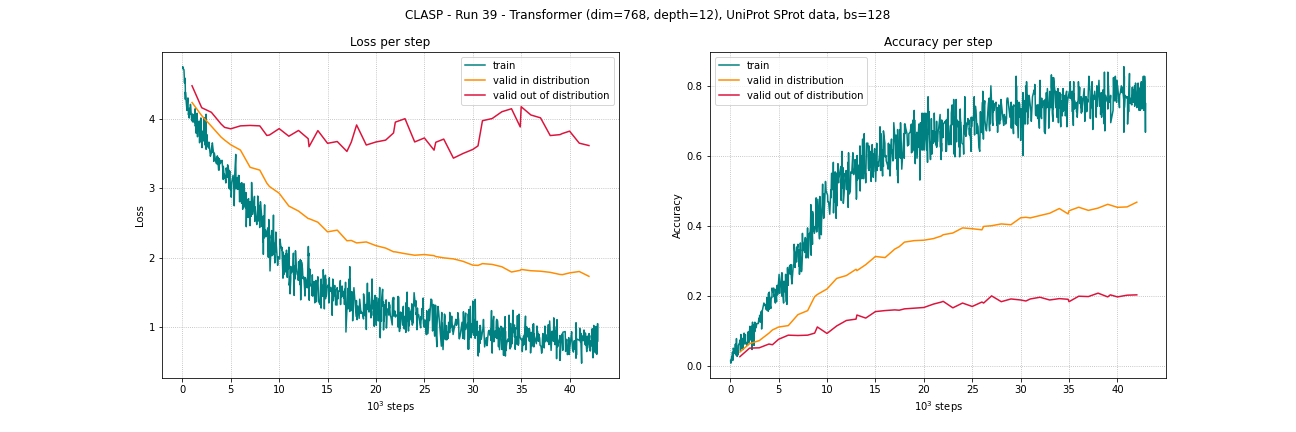 CLASP - Run 39 - Transformer (dim=768, depth=12), UniProt SProt data, bs=128
Loss per step
train
valid in distribution
valid out of distribution
Loss
4
3
2
1
0 5 10 15 20 25 30 35 40
10³ steps
Accuracy per step
train
valid in distribution
valid out of distribution
Accuracy
0.8
0.6
0.4
0.2
0.0
0 5 10 15 20 25 30 35 40
10³ steps